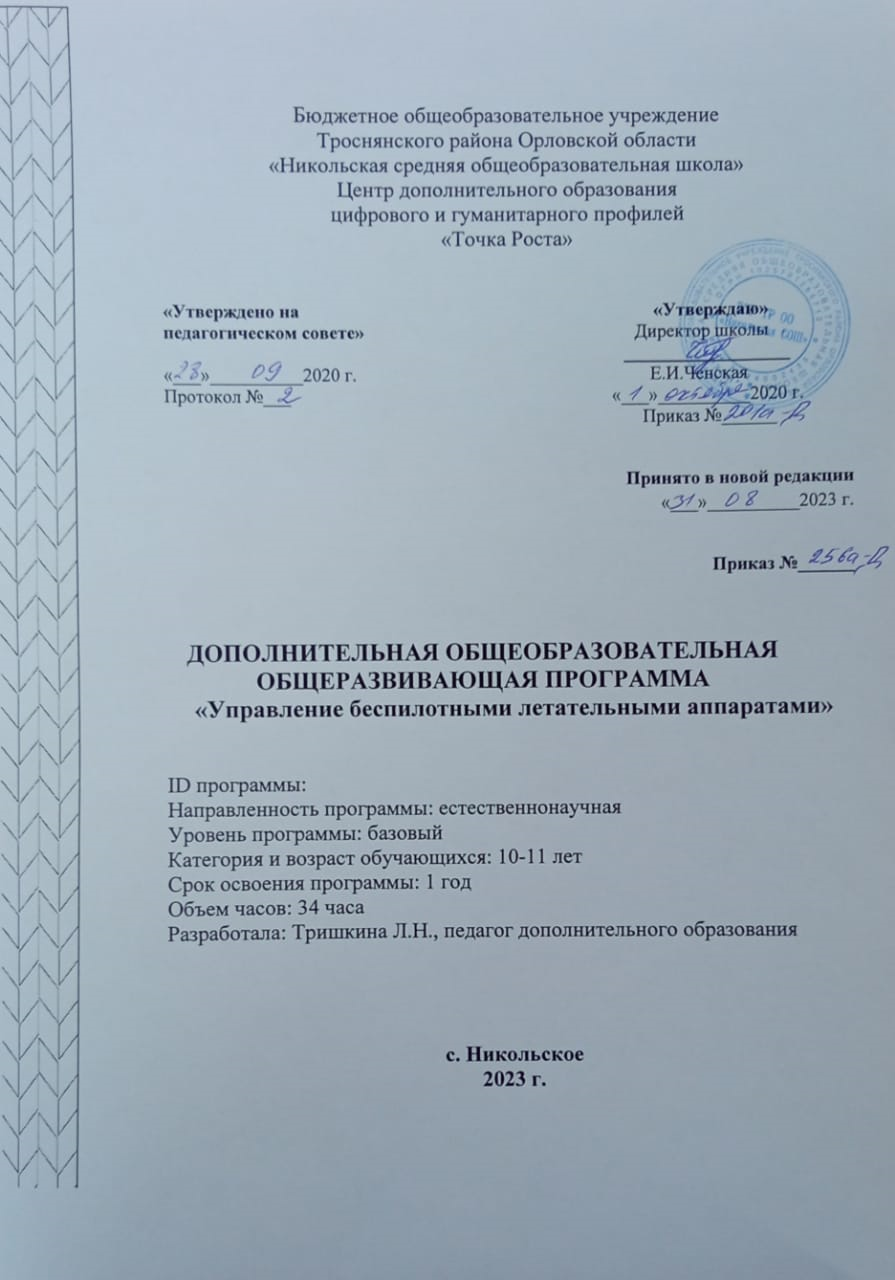 Бюджетное общеобразовательное учреждение
Троснянского района Орловской области
«Никольская средняя общеобразовательная школа»
Центр дополнительного образования
цифрового и гуманитарного профилей
«Точка Роста»
«Утверждено на
педагогическом совете»
«28» 09 2020 г.
Протокол № 2
«Утверждаю»
Директор школы
Е.И.Ченская
«1» октября 2020 г.
Приказ № 201а-Д
Принято в новой редакции
«31» 08 2023 г.
Приказ № 256а-Д
ДОПОЛНИТЕЛЬНАЯ ОБЩЕОБРАЗОВАТЕЛЬНАЯ
ОБЩЕРАЗВИВАЮЩАЯ ПРОГРАММА
«Управление беспилотными летательными аппаратами»
ID программы:
Направленность программы: естественнонаучная
Уровень программы: базовый
Категория и возраст обучающихся: 10-11 лет
Срок освоения программы: 1 год
Объем часов: 34 часа
Разработала: Тришкина Л.Н., педагог дополнительного образования
с. Никольское
2023 г.